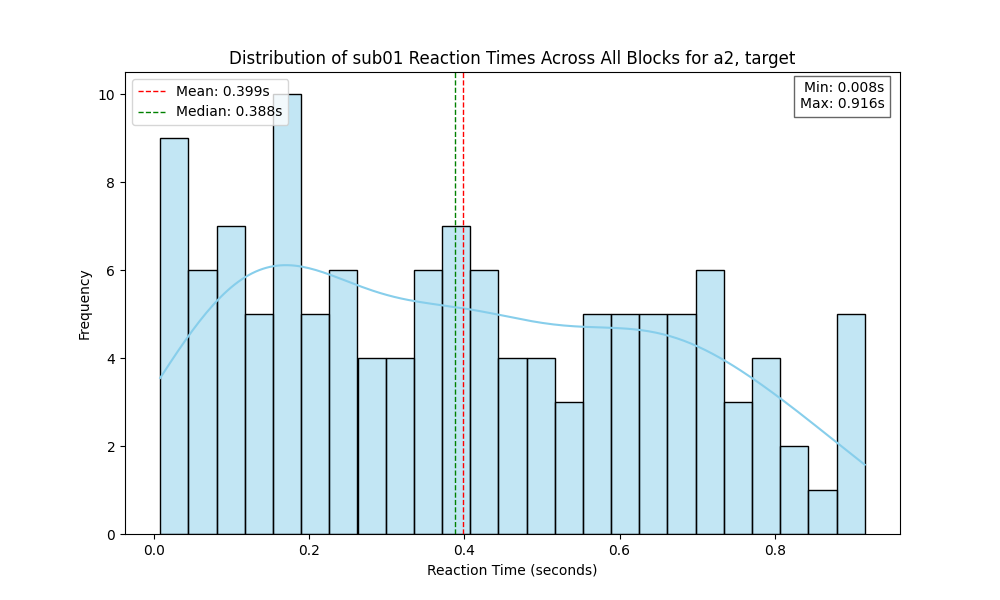 Distribution of sub01 Reaction Times Across All Blocks for a2, target
Mean: 0.399s
Median: 0.388s
Min: 0.008s
Max: 0.916s
10
8
6
4
2
0
Frequency
0.0 0.2 0.4 0.6 0.8
Reaction Time (seconds)